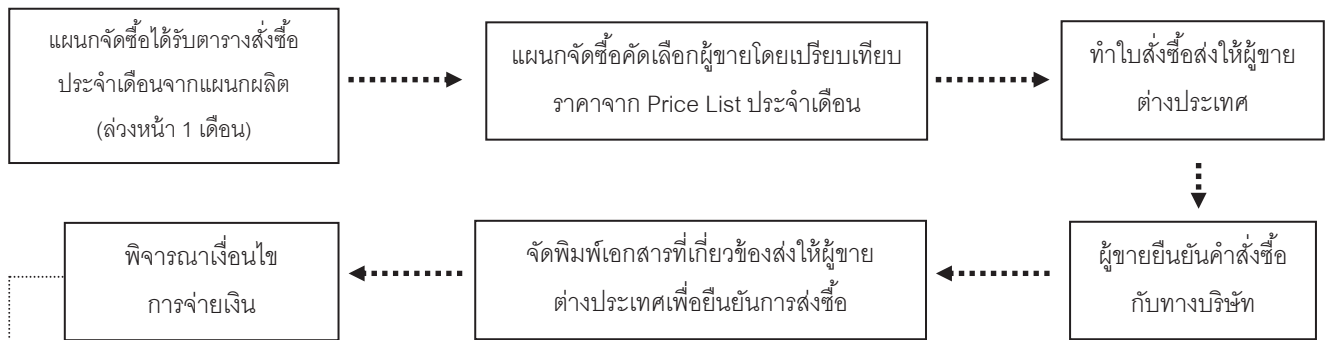 แผนกจัดซื้อได้รับตารางสั่งซื้อ
ประจำเดือนจากแผนกผลิต
(ล่วงหน้า 1 เดือน)
แผนกจัดซื้อคัดเลือกผู้ขายโดยเปรียบเทียบ
ราคาจาก Price List ประจำเดือน
ทำใบสั่งซื้อส่งให้ผู้ขาย
ต่างประเทศ
ผู้ขายยืนยันคำสั่งซื้อ
กับทางบริษัท
จัดพิมพ์เอกสารที่เกี่ยวข้องส่งให้ผู้ขาย
ต่างประเทศเพื่อยืนยันการส่งซื้อ
พิจารณาเงื่อนไข
การจ่ายเงิน